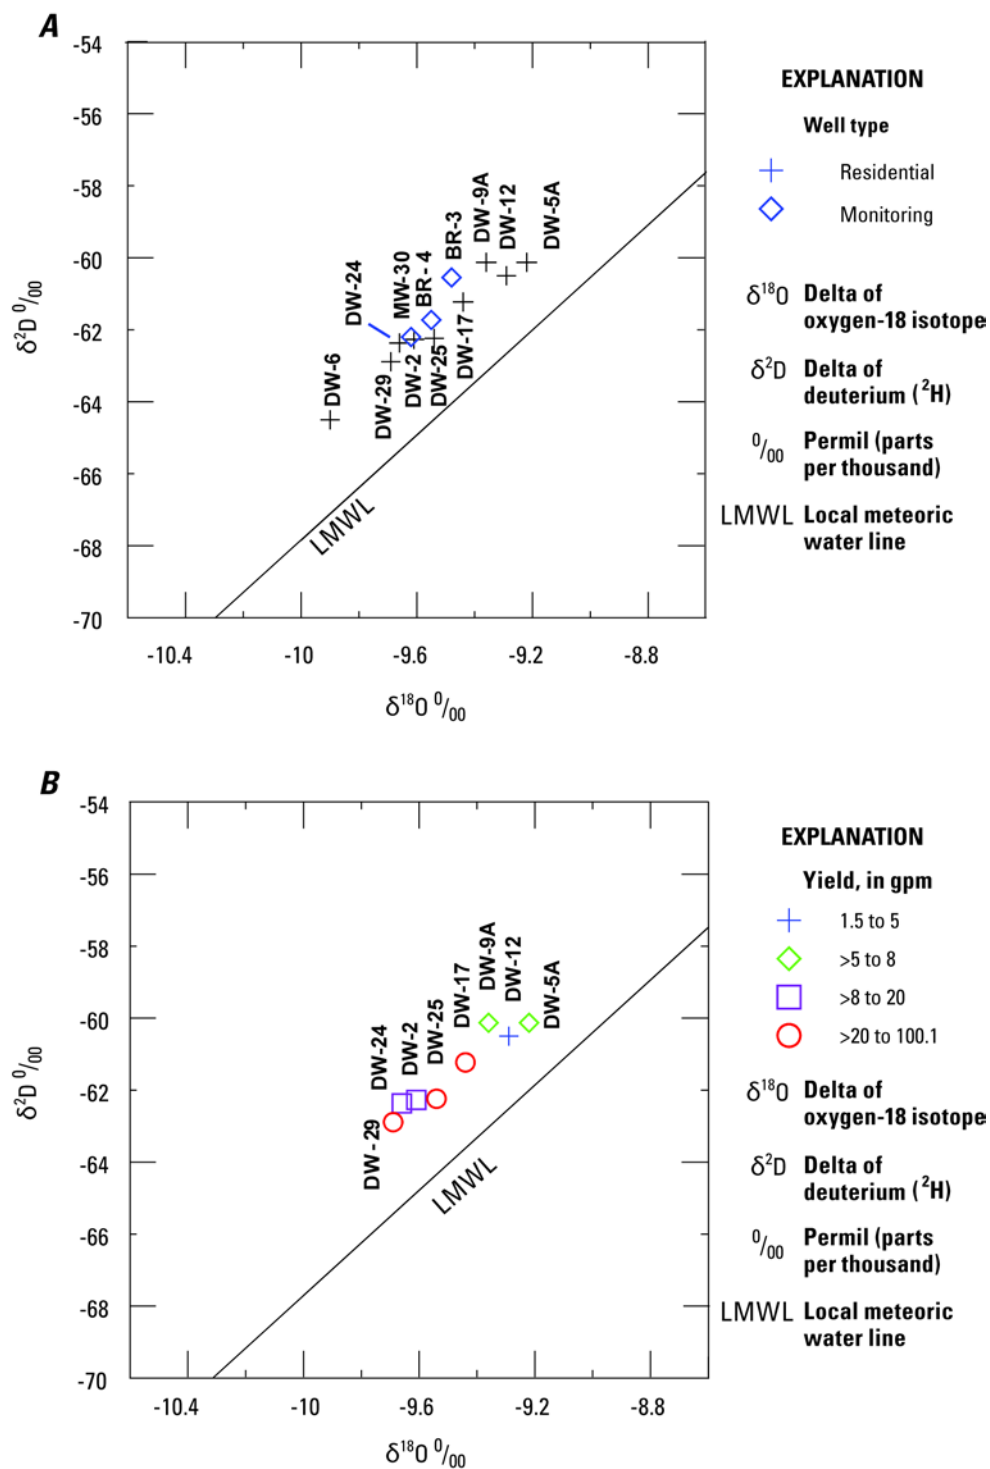 A
-54
-56
-58
-60
-62
-64
-66
-68
-70
δ²D ⁰/₀₀
DW-6
DW-24
DW-29
MW-30
DW-2
BR - 4
DW-25
BR-3
DW-17
DW-9A
DW-12
DW-5A
LMWL
-10.4
-10
-9.6
-9.2
-8.8
δ¹⁸O ⁰/₀₀
EXPLANATION
Well type
Residential
Monitoring
δ¹⁸O Delta of
oxygen-18 isotope
δ²D Delta of
deuterium (²H)
⁰/₀₀ Permil (parts
per thousand)
LMWL Local meteoric
water line
B
-54
-56
-58
-60
-62
-64
-66
-68
-70
δ²D ⁰/₀₀
DW - 29
DW-24
DW-2
DW-25
DW-17
DW-9A
DW-12
DW-5A
LMWL
-10.4
-10
-9.6
-9.2
-8.8
δ¹⁸O ⁰/₀₀
EXPLANATION
Yield, in gpm
1.5 to 5
>5 to 8
>8 to 20
>20 to 100.1
δ¹⁸O Delta of
oxygen-18 isotope
δ²D Delta of
deuterium (²H)
⁰/₀₀ Permil (parts
per thousand)
LMWL Local meteoric
water line